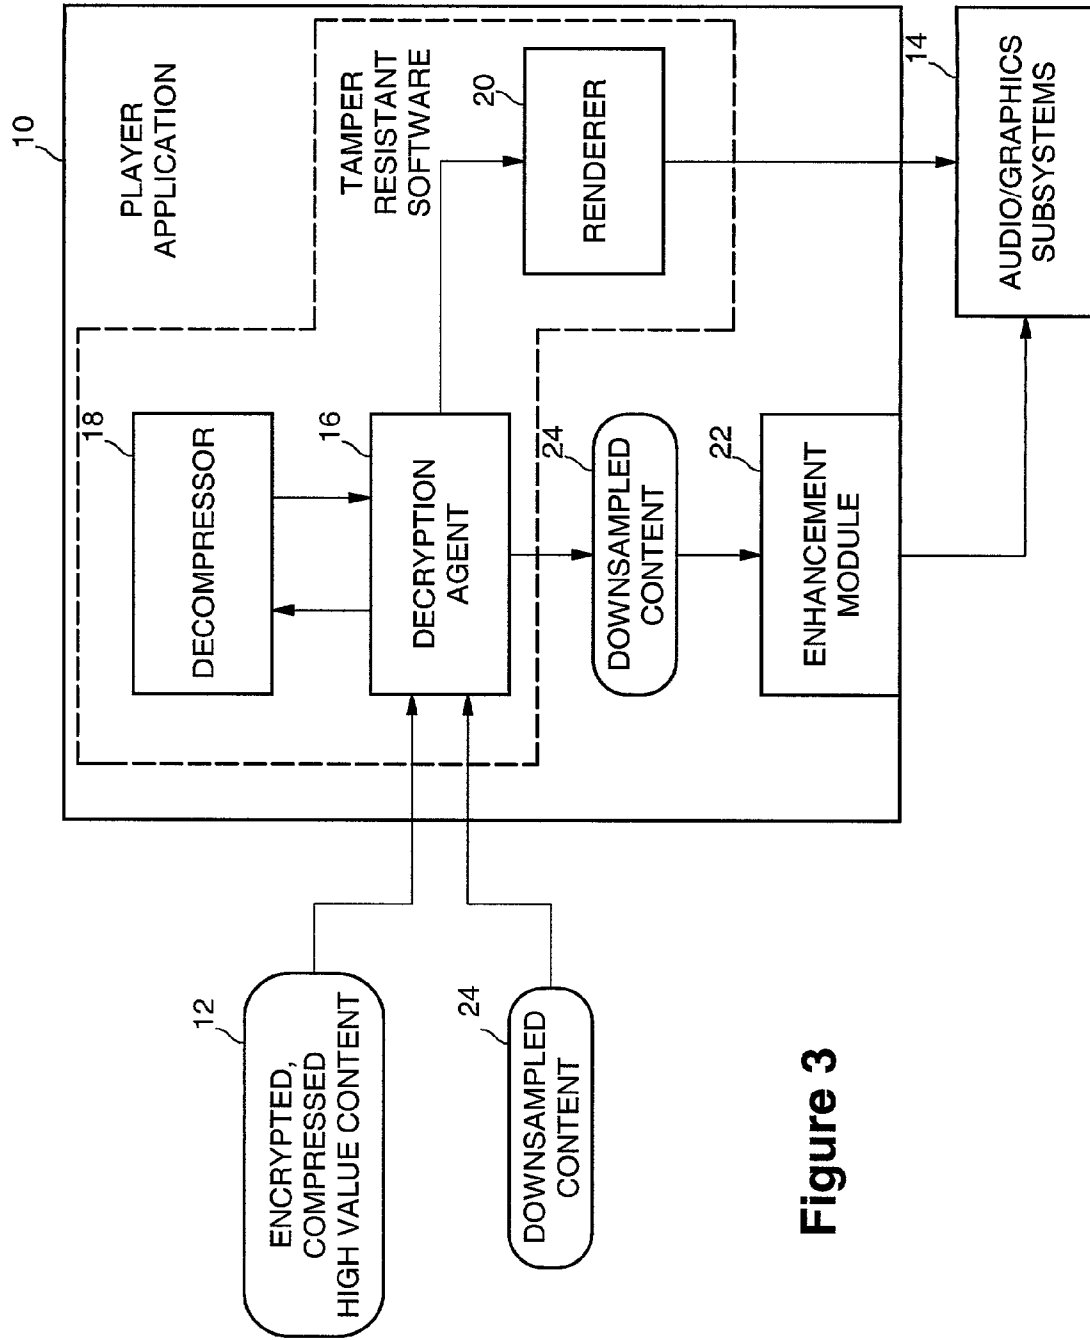 10
PLAYER
APPLICATION
TAMPER
RESISTANT
SOFTWARE
18
DECOMPRESSOR
16
DECRYPTION
AGENT
20
RENDERER
24
DOWNSAMPLED
CONTENT
22
ENHANCEMENT
MODULE
14
AUDIO/GRAPHICS
SUBSYSTEMS
12
ENCRYPTED,
COMPRESSED
HIGH VALUE CONTENT
24
DOWNSAMPLED
CONTENT
Figure 3